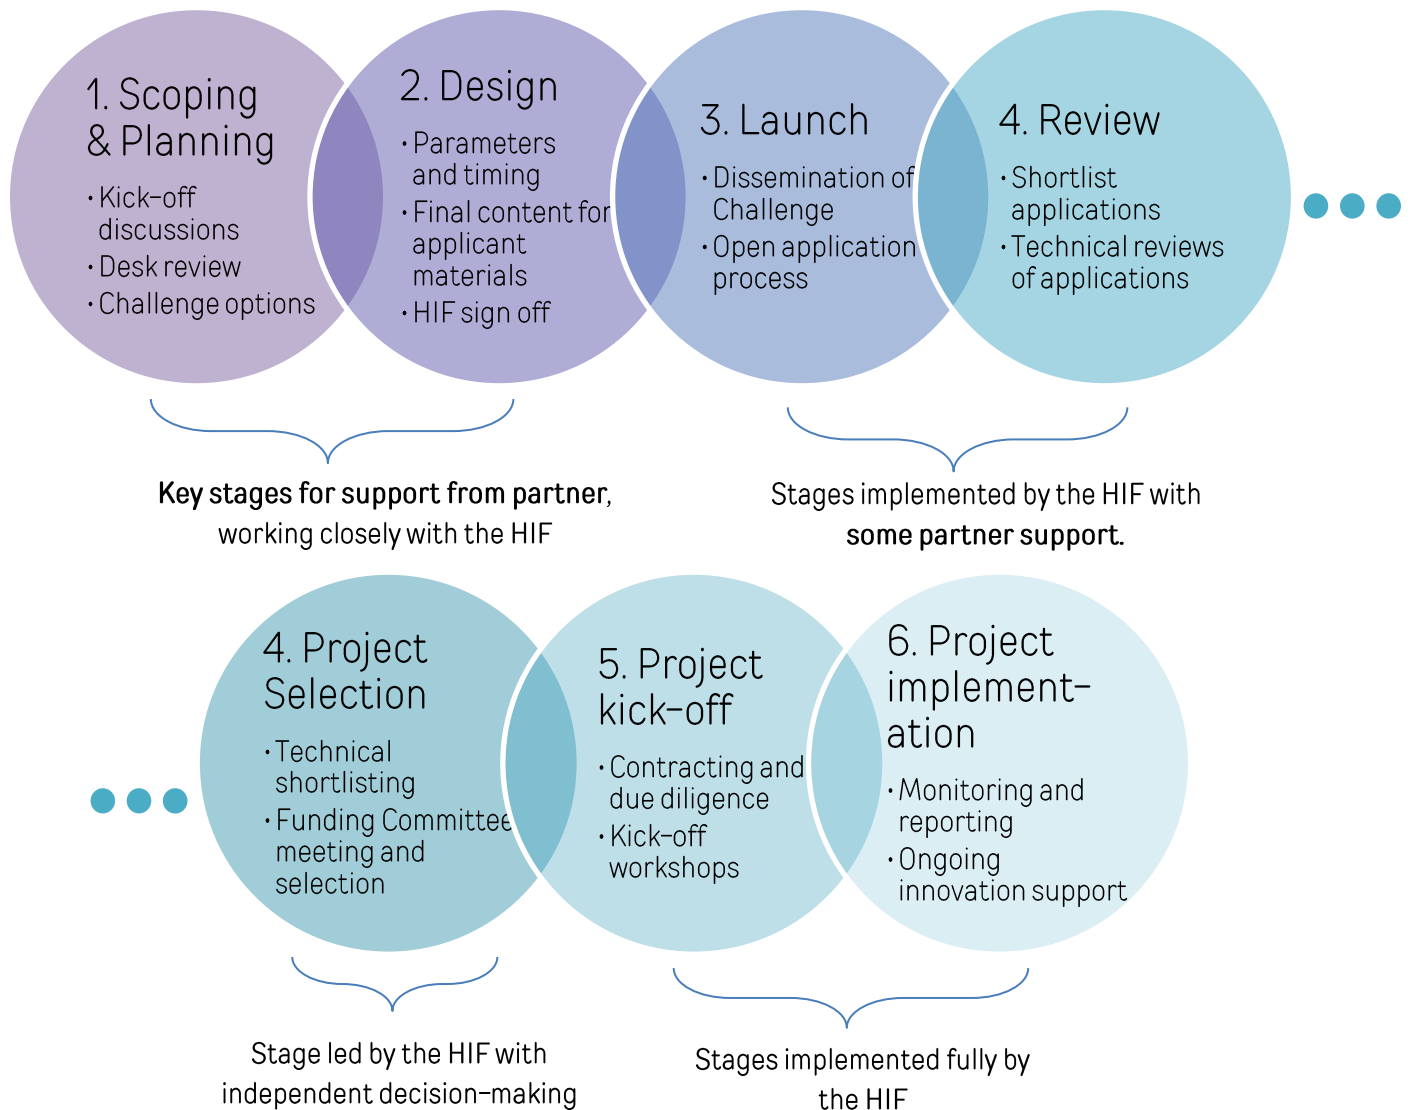 1. Scoping
& Planning
· Kick-off
discussions
· Desk review
· Challenge options
2. Design
· Parameters
and timing
· Final content for
applicant
materials
· HIF sign off
3. Launch
· Dissemination of
Challenge
· Open application
process
4. Review
· Shortlist
applications
· Technical reviews
of applications
Key stages for support from partner,
working closely with the HIF
Stages implemented by the HIF with
some partner support.
4. Project
Selection
· Technical
shortlisting
· Funding Committee
meeting and
selection
5. Project
kick-off
· Contracting and
due diligence
· Kick-off
workshops
6. Project
implement-
ation
· Monitoring and
reporting
· Ongoing
innovation support
Stage led by the HIF with
independent decision-making
Stages implemented fully by
the HIF